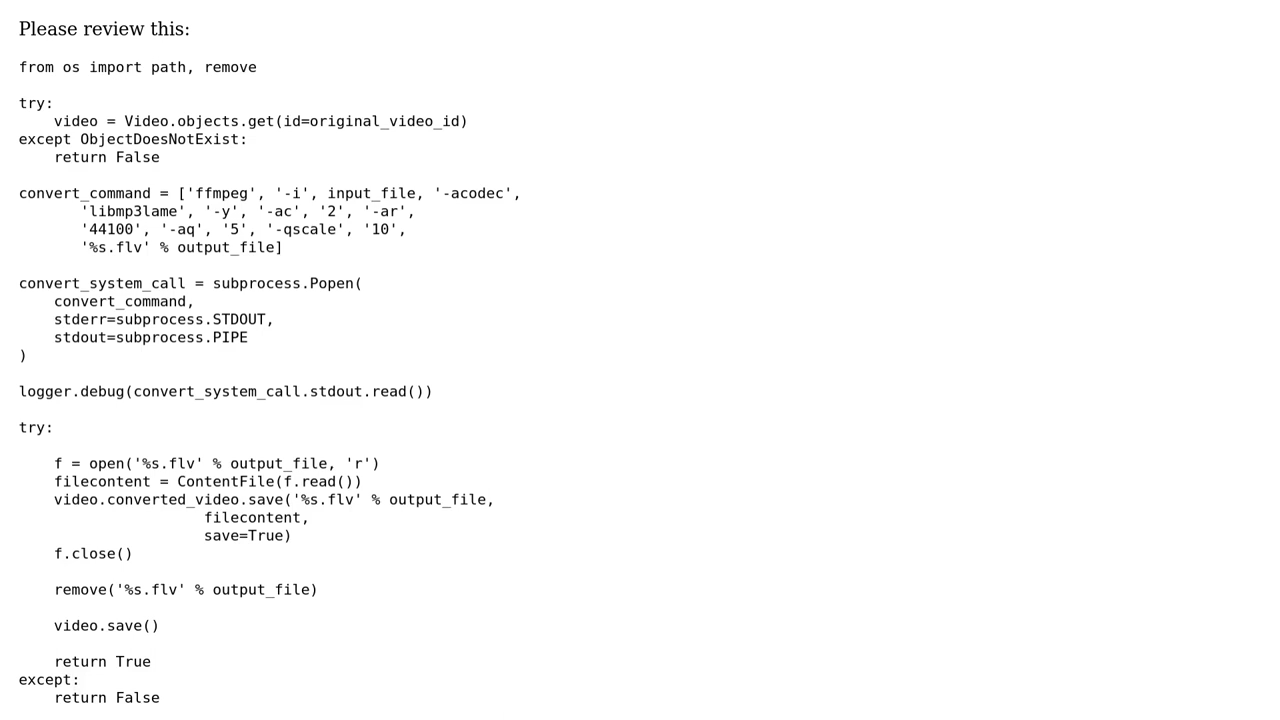 Please review this:
from os import path, remove
try:
    video = Video.objects.get(id=original_video_id)
except ObjectDoesNotExist:
    return False
convert_command = ['ffmpeg', '-i', input_file, '-acodec',
       'libmp3lame', '-y', '-ac', '2', '-ar',
       '44100', '-aq', '5', '-qscale', '10',
       '%s.flv' % output_file]
convert_system_call = subprocess.Popen(
    convert_command,
    stderr=subprocess.STDOUT,
    stdout=subprocess.PIPE
)
logger.debug(convert_system_call.stdout.read())
try:
    f = open('%s.flv' % output_file, 'r')
    filecontent = ContentFile(f.read())
    video.converted_video.save('%s.flv' % output_file,
                     filecontent,
                     save=True)
    f.close()
    remove('%s.flv' % output_file)
    video.save()
    return True
except:
    return False